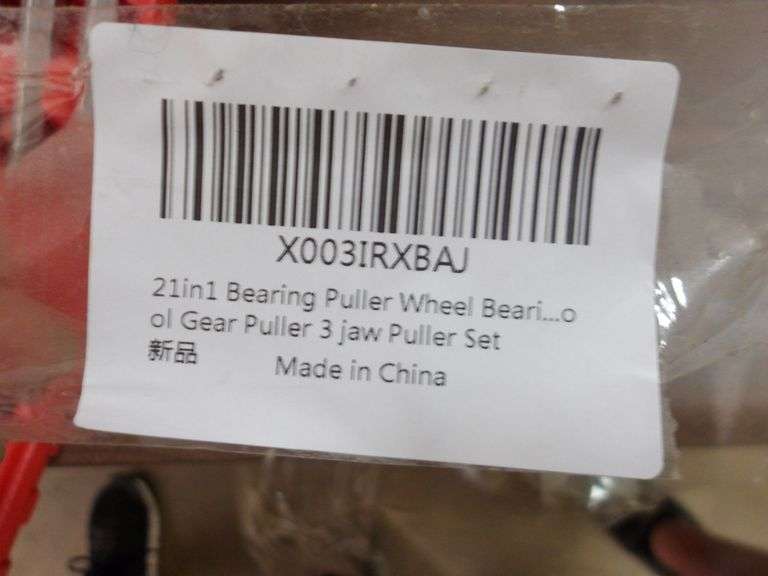 X003IRXBAJ
21in1 Bearing Puller Wheel Beari...o
ol Gear Puller 3 jaw Puller Set
新品 Made in China